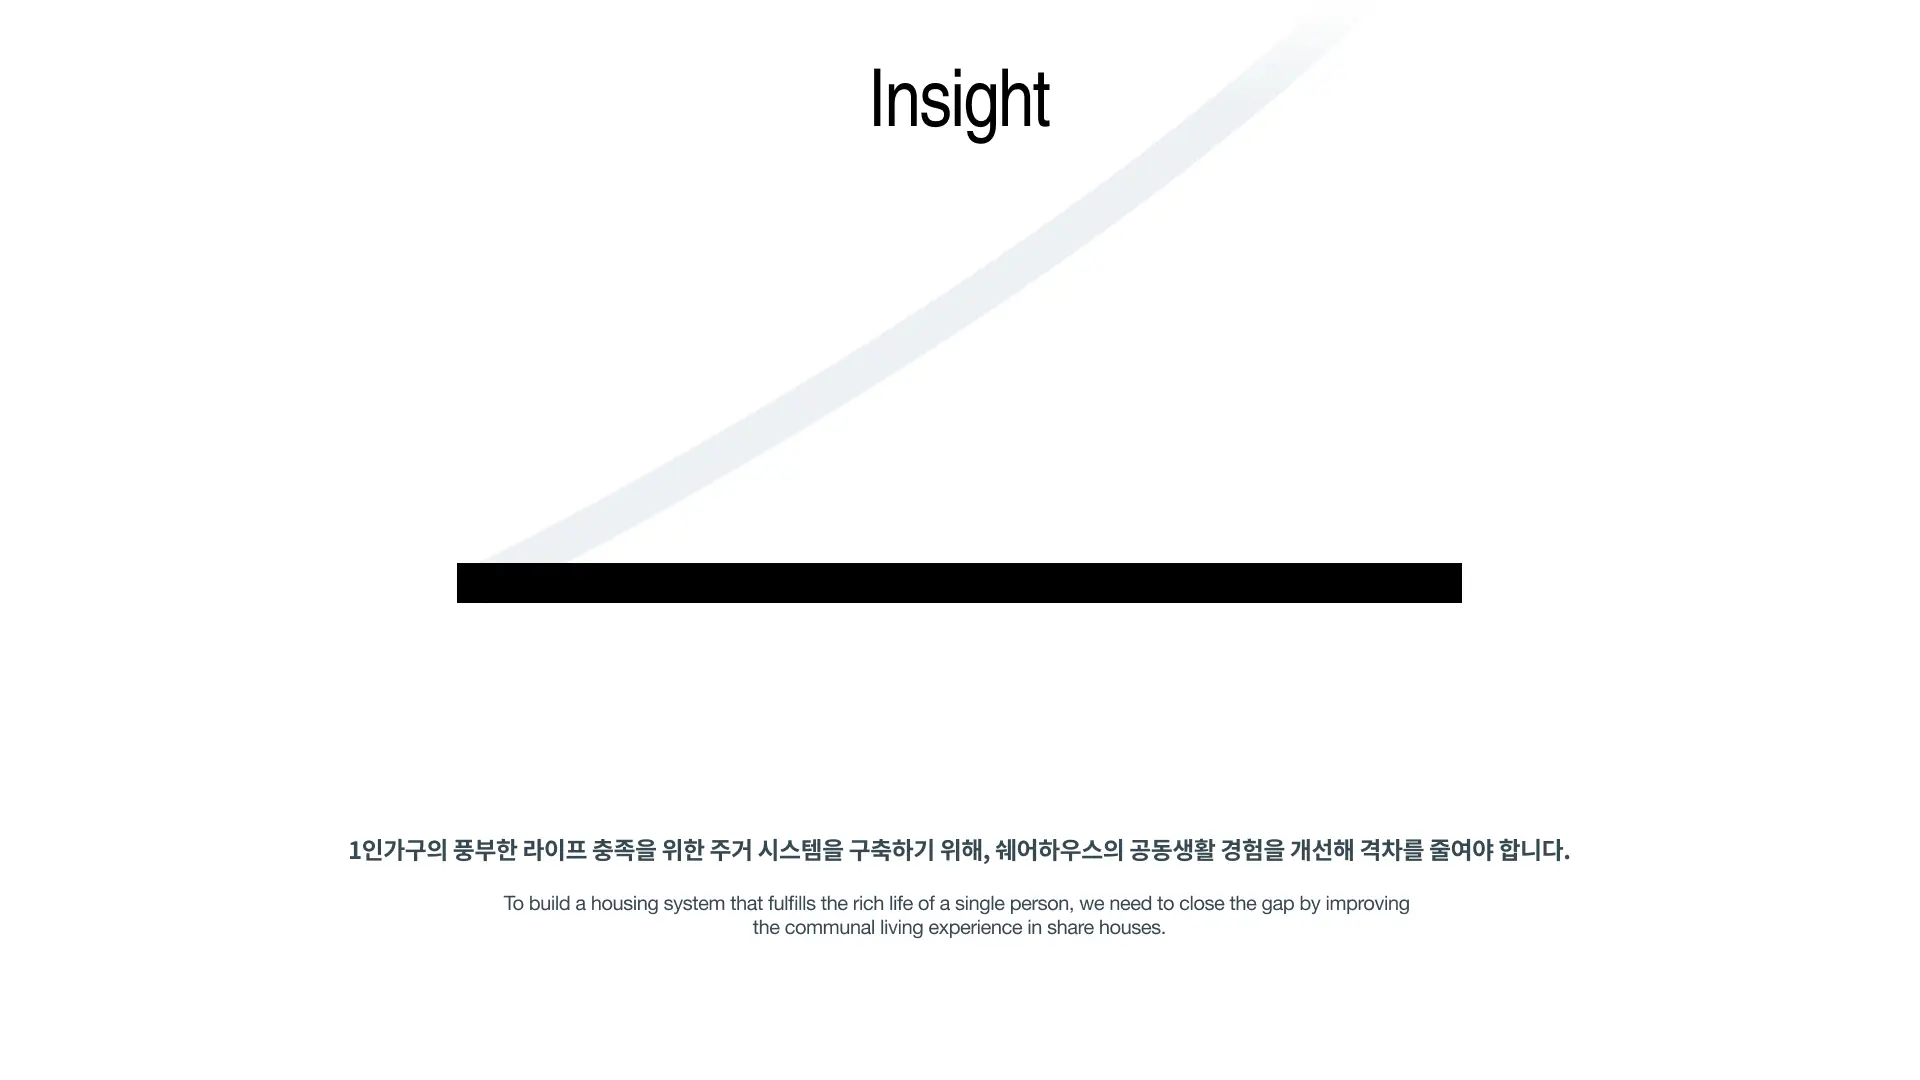 Insight
1인가구의 풍부한 라이프 충족을 위한 주거 시스템을 구축하기 위해, 쉐어하우스의 공동생활 경험을 개선해 격차를 줄여야 합니다.
To build a housing system that fulfills the rich life of a single person, we need to close the gap by improving
the communal living experience in share houses.